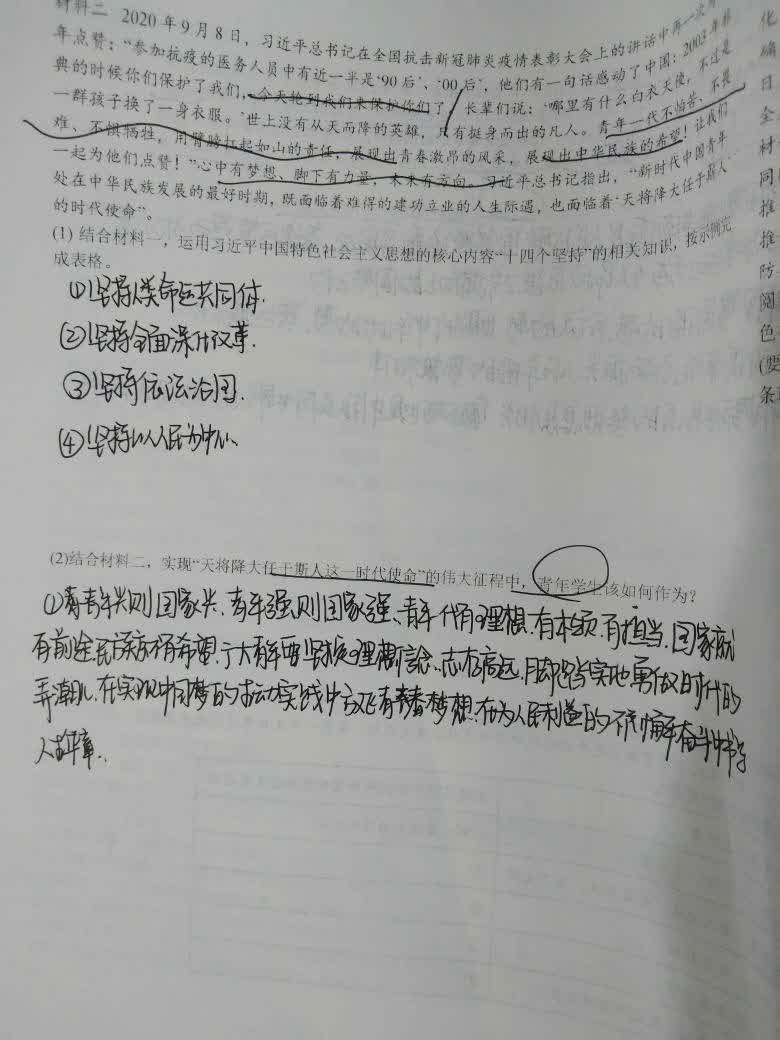 材料二 2020年9月8日，习近平总书记在全国抗击新冠肺炎疫情表彰大会上的讲话中再一次为
年点赞：“参加抗疫的医务人员中有近一半是‘90后’、‘00后’，他们有一句话感动了中国：2003年非
典的时候你们保护了我们，今天轮到我们来保护你们了。长辈们说：‘哪里有什么白衣天使，不过是
一群孩子换了一身衣服。’世上没有从天而降的英雄，只有挺身而出的凡人。青年一代不怕苦、不畏
难、不惧牺牲，用臂膀扛起如山的责任，展现出青春激昂的风采，展现出中华民族的希望！让我们
一起为他们点赞！”心中有梦想、脚下有力量，未来有方向。习近平总书记指出，“新时代中国青年
处在中华民族发展的最好时期，既面临着难得的建功立业的人生际遇，也面临着‘天将降大任于斯人’
的时代使命”。
(1) 结合材料一，运用习近平中国特色社会主义思想的核心内容“十四个坚持”的相关知识，按示例完
成表格。
①坚持人类命运共同体.
②坚持全面深化改革.
③坚持依法治国.
④坚持以人民为中心、
(2)结合材料二，实现“天将降大任于斯人这一时代使命”的伟大征程中，青年学生该如何作为？
①青年兴则国家兴、青年强则国家强、青年一代有理想.有本领.有担当.国家就
有前途.民族就有希望.广大青年要坚持理想信念、志存高远.脚踏实地勇做时代的
弄潮儿.在实现中国梦的生动实践中放飞青春梦想.在为人民利益的不懈奋斗中书写
人生华章.
化
确
日
全
材
同
推
推
防
阔
色
(要
条